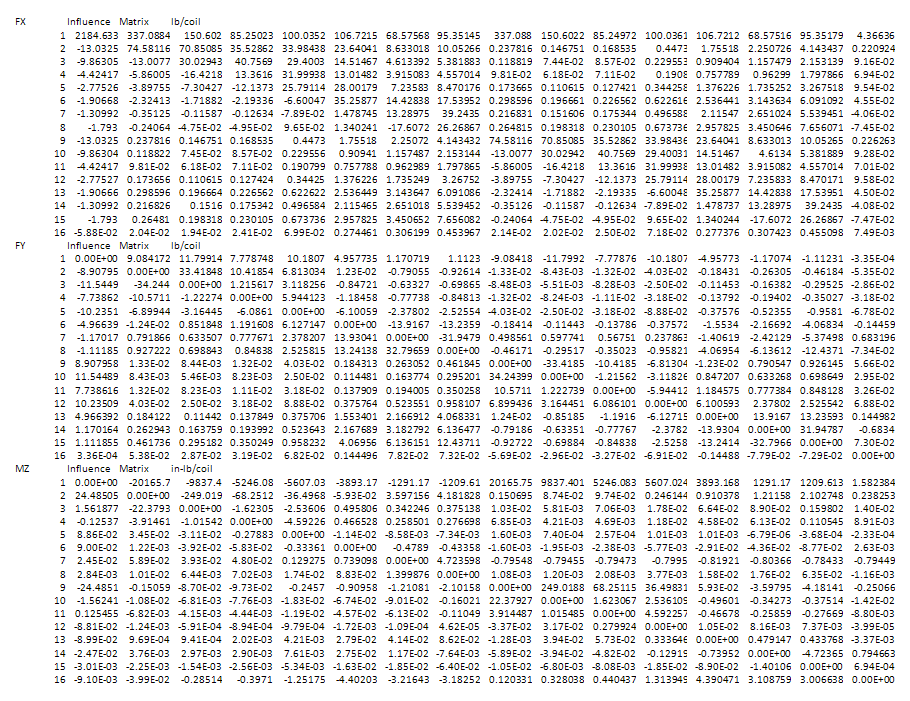 FX Influence Matrix lb/coil
1 2184.633 337.0884 150.602 85.25023 100.0352 106.7215 68.57568 95.35145 337.088 150.6022 85.24972 100.0361 106.7212 68.57516 95.35179 4.36636
2 -13.0325 74.58116 70.85085 35.52862 33.98438 23.64041 8.633018 10.05266 0.237816 0.146751 0.168535 0.4473 1.75518 2.250726 4.143437 0.220924
3 -9.86305 -13.0077 30.02943 40.7569 29.4003 14.51467 4.613392 5.381883 0.118819 7.44E-02 8.57E-02 0.229553 0.909404 1.157479 2.153139 9.16E-02
4 -4.42417 -5.86005 -16.4218 13.3616 31.99938 13.01482 3.915083 4.557014 9.81E-02 6.18E-02 7.11E-02 0.1908 0.757789 0.96299 1.797866 6.94E-02
5 -2.77526 -3.89755 -7.30427 -12.1373 25.79114 28.00179 7.23583 8.470176 0.173665 0.110615 0.127421 0.344258 1.376226 1.735252 3.267518 9.54E-02
6 -1.90668 -2.32413 -1.71882 -2.19336 -6.60047 35.25877 14.42838 17.53952 0.298596 0.196661 0.226562 0.622616 2.536441 3.143634 6.091092 4.55E-02
7 -1.30992 -0.35125 -0.11587 -0.12634 -7.89E-02 1.478745 13.28975 39.2435 0.216831 0.151606 0.175344 0.496588 2.11547 2.651024 5.539451 -4.06E-02
8 -1.793 -0.24064 -4.75E-02 -4.95E-02 9.65E-02 1.340241 -17.6072 26.26867 0.264815 0.198318 0.230105 0.673736 2.957825 3.450646 7.656071 -7.45E-02
9 -13.0325 0.237816 0.146751 0.168535 0.4473 1.75518 2.25072 4.143432 74.58116 70.85085 35.52862 33.98436 23.64041 8.633013 10.05265 0.226263
10 -9.86304 0.118822 7.45E-02 8.57E-02 0.229556 0.90941 1.157487 2.153144 -13.0077 30.02942 40.7569 29.40031 14.51467 4.6134 5.381889 9.28E-02
11 -4.42417 9.81E-02 6.18E-02 7.11E-02 0.190799 0.757788 0.962989 1.797865 -5.86005 -16.4218 13.3616 31.99938 13.01482 3.915082 4.557014 7.01E-02
12 -2.77527 0.173656 0.110615 0.127424 0.34425 1.376226 1.735249 3.26752 -3.89755 -7.30427 -12.1373 25.79114 28.00179 7.235833 8.470171 9.58E-02
13 -1.90666 0.298596 0.196664 0.226562 0.622622 2.536449 3.143647 6.091086 -2.32414 -1.71882 -2.19335 -6.60048 35.25877 14.42838 17.53951 4.50E-02
14 -1.30992 0.216826 0.1516 0.175342 0.496584 2.115465 2.651018 5.539452 -0.35126 -0.11587 -0.12634 -7.89E-02 1.478737 13.28975 39.2435 -4.08E-02
15 -1.793 0.26481 0.198318 0.230105 0.673736 2.957825 3.450652 7.656082 -0.24064 -4.75E-02 -4.95E-02 9.65E-02 1.340244 -17.6072 26.26867 -7.47E-02
16 -5.88E-02 2.04E-02 1.94E-02 2.41E-02 6.99E-02 0.274461 0.306199 0.453967 2.14E-02 2.02E-02 2.50E-02 7.18E-02 0.276377 0.307423 0.455098 7.49E-03
FY Influence Matrix lb/coil
1 0.00E+00 9.084172 11.79914 7.778748 10.1807 4.957735 1.170719 1.1123 -9.08418 -11.7992 -7.77876 -10.1807 -4.95773 -1.17074 -1.11231 -3.35E-04
2 -8.90795 0.00E+00 33.41848 10.41854 6.813034 1.23E-02 -0.79055 -0.92614 -1.33E-02 -8.43E-03 -1.32E-02 -4.03E-02 -0.18431 -0.26305 -0.46184 -5.35E-02
3 -11.5449 -34.244 0.00E+00 1.215617 3.118256 -0.84721 -0.63327 -0.69865 -8.48E-03 -5.51E-03 -8.28E-03 -2.50E-02 -0.11453 -0.16382 -0.29525 -2.86E-02
4 -7.73862 -10.5711 -1.22274 0.00E+00 5.944123 -1.18458 -0.77738 -0.84813 -1.32E-02 -8.24E-03 -1.11E-02 -3.18E-02 -0.13792 -0.19402 -0.35027 -3.18E-02
5 -10.2351 -6.89944 -3.16445 -6.0861 0.00E+00 -6.10059 -2.37802 -2.52554 -4.03E-02 -2.50E-02 -3.18E-02 -8.88E-02 -0.37576 -0.52355 -0.9581 -6.78E-02
6 -4.96639 -1.24E-02 0.851848 1.191608 6.127147 0.00E+00 -13.9167 -13.2359 -0.18414 -0.11443 -0.13786 -0.37572 -1.5534 -2.16692 -4.06834 -0.14459
7 -1.17017 0.791866 0.633507 0.777671 2.378207 13.93041 0.00E+00 -31.9479 0.498561 0.597741 0.56751 0.237863 -1.40619 -2.42129 -5.37498 0.683196
8 -1.11185 0.927222 0.698843 0.84838 2.525815 13.24138 32.79659 0.00E+00 -0.46171 -0.29517 -0.35023 -0.95821 -4.06954 -6.13612 -12.4371 -7.34E-02
9 8.907958 1.33E-02 8.44E-03 1.32E-02 4.03E-02 0.184313 0.263052 0.461845 0.00E+00 -33.4185 -10.4185 -6.81304 -1.23E-02 0.790547 0.926145 5.66E-02
10 11.54489 8.43E-03 5.46E-03 8.23E-03 2.50E-02 0.114481 0.163774 0.295201 34.24399 0.00E+00 -1.21562 -3.11826 0.847207 0.633268 0.698649 2.95E-02
11 7.738616 1.32E-02 8.23E-03 1.11E-02 3.18E-02 0.137909 0.194005 0.350258 10.5711 1.222739 0.00E+00 -5.94412 1.184575 0.777384 0.848128 3.26E-02
12 10.23509 4.03E-02 2.50E-02 3.18E-02 8.88E-02 0.375764 0.523551 0.958107 6.899436 3.164451 6.086101 0.00E+00 6.100593 2.37802 2.525542 6.88E-02
13 4.966392 0.184122 0.11442 0.137849 0.375706 1.553401 2.166912 4.068331 1.24E-02 -0.85185 -1.1916 -6.12715 0.00E+00 13.9167 13.23593 0.144982
14 1.170164 0.262943 0.163759 0.193992 0.523643 2.167689 3.182792 6.136477 -0.79186 -0.63351 -0.77767 -2.3782 -13.9304 0.00E+00 31.94787 -0.6834
15 1.111855 0.461736 0.295182 0.350249 0.958232 4.06956 6.136151 12.43711 -0.92722 -0.69884 -0.84838 -2.5258 -13.2414 -32.7966 0.00E+00 7.30E-02
16 3.36E-04 5.38E-02 2.87E-02 3.19E-02 6.82E-02 0.144496 7.82E-02 7.32E-02 -5.69E-02 -2.96E-02 -3.27E-02 -6.91E-02 -0.14488 -7.79E-02 -7.29E-02 0.00E+00
MZ Influence Matrix in-lb/coil
1 0.00E+00 -20165.7 -9837.4 -5246.08 -5607.03 -3893.17 -1291.17 -1209.61 20165.75 9837.401 5246.083 5607.024 3893.168 1291.17 1209.613 1.582384
2 24.48505 0.00E+00 -249.019 -68.2512 -36.4968 -5.93E-02 3.597156 4.181828 0.150695 8.74E-02 9.74E-02 0.246144 0.910378 1.21158 2.102748 0.238253
3 1.561877 -22.3793 0.00E+00 -1.62305 -2.53606 0.495806 0.342246 0.375138 1.03E-02 5.81E-03 7.06E-03 1.78E-02 6.64E-02 8.90E-02 0.159802 1.40E-02
4 -0.12537 -3.91461 -1.01542 0.00E+00 -4.59226 0.466528 0.258501 0.276698 6.85E-03 4.21E-03 4.69E-03 1.18E-02 4.58E-02 6.13E-02 0.110545 8.91E-03
5 8.86E-02 3.45E-02 -3.11E-02 -0.27883 0.00E+00 -1.14E-02 -8.58E-03 -7.34E-03 1.60E-03 7.40E-04 2.57E-04 1.01E-03 1.01E-03 -6.79E-06 -3.68E-04 -2.33E-04
6 9.00E-02 1.22E-03 -3.92E-02 -5.83E-02 -0.33361 0.00E+00 -0.4789 -0.43358 -1.60E-03 -1.95E-03 -2.38E-03 -5.77E-03 -2.91E-02 -4.36E-02 -8.77E-02 2.63E-03
7 2.45E-02 5.89E-02 3.93E-02 4.80E-02 0.129275 0.739098 0.00E+00 4.723598 -0.79548 -0.79455 -0.79473 -0.7995 -0.81921 -0.80366 -0.78433 -0.79449
8 2.84E-03 1.01E-02 6.44E-03 7.02E-03 1.74E-02 8.83E-02 1.399876 0.00E+00 1.08E-03 1.20E-03 2.08E-03 3.77E-03 1.58E-02 1.76E-02 6.35E-02 -1.16E-03
9 -24.4851 -0.15059 -8.70E-02 -9.73E-02 -0.2457 -0.90958 -1.21081 -2.10158 0.00E+00 249.0188 68.25115 36.49831 5.93E-02 -3.59795 -4.18141 -0.25066
10 -1.56241 -1.08E-02 -6.81E-03 -7.76E-03 -1.83E-02 -6.74E-02 -9.01E-02 -0.16021 22.37927 0.00E+00 1.623067 2.536105 -0.49601 -0.34273 -0.37514 -1.42E-02
11 0.125455 -6.82E-03 -4.15E-03 -4.44E-03 -1.19E-02 -4.57E-02 -6.13E-02 -0.11049 3.914487 1.015485 0.00E+00 4.592257 -0.46678 -0.25859 -0.27669 -8.80E-03
12 -8.81E-02 -1.24E-03 -5.91E-04 -8.94E-04 -9.79E-04 -1.72E-03 -1.09E-04 4.62E-05 -3.37E-02 3.17E-02 0.279924 0.00E+00 1.05E-02 8.16E-03 7.37E-03 -3.99E-05
13 -8.99E-02 9.69E-04 9.41E-04 2.02E-03 4.21E-03 2.79E-02 4.14E-02 8.62E-02 -1.28E-03 3.94E-02 5.73E-02 0.333646 0.00E+00 0.479147 0.433768 -3.37E-03
14 -2.47E-02 3.76E-03 2.97E-03 2.90E-03 7.61E-03 2.75E-02 1.17E-02 -7.64E-03 -5.89E-02 -3.94E-02 -4.82E-02 -0.12915 -0.73952 0.00E+00 -4.72365 0.794663
15 -3.01E-03 -2.25E-03 -1.54E-03 -2.56E-03 -5.34E-03 -1.63E-02 -1.85E-02 -6.40E-02 -1.05E-02 -6.80E-03 -8.08E-03 -1.85E-02 -8.90E-02 -1.40106 0.00E+00 6.94E-04
16 -9.10E-03 -3.99E-02 -0.28514 -0.3971 -1.25175 -4.40203 -3.21643 -3.18252 0.120331 0.328038 0.440437 1.313945 4.390471 3.108759 3.006638 0.00E+00